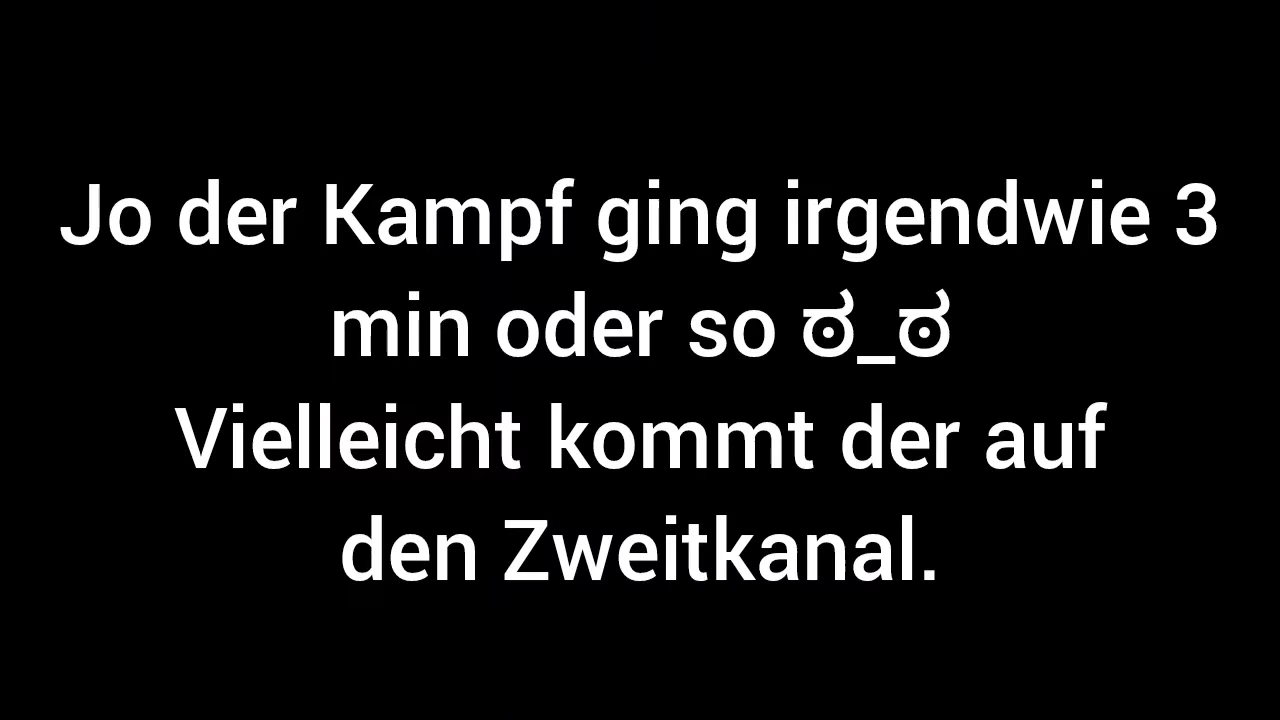 Jo der Kampf ging irgendwie 3
min oder so ಠ_ಠ
Vielleicht kommt der auf
den Zweitkanal.